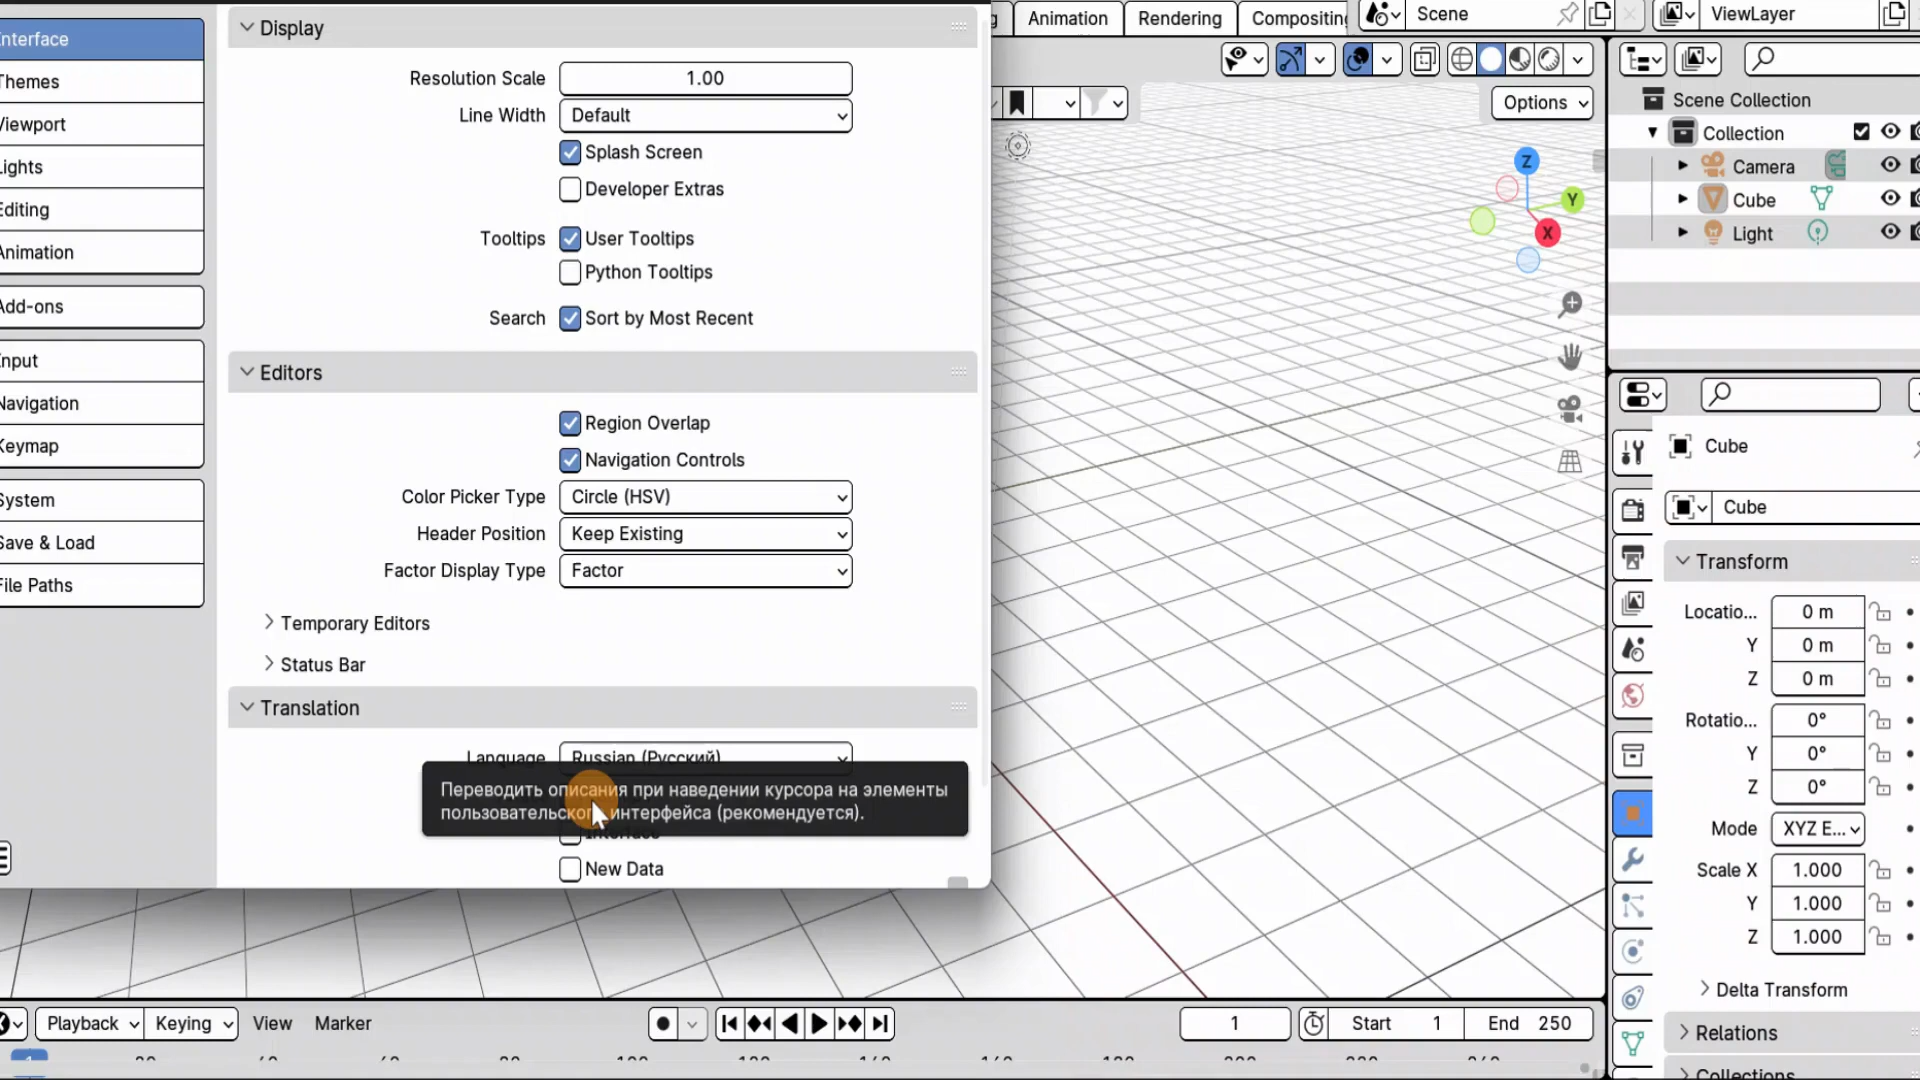 Interface
Themes
Viewport
Lights
Editing
Animation
Add-ons
Input
Navigation
Keymap
System
Save & Load
File Paths
Display
Resolution Scale 1.00
Line Width Default
Splash Screen
Developer Extras
Tooltips User Tooltips
Python Tooltips
Search Sort by Most Recent
Editors
Region Overlap
Navigation Controls
Color Picker Type Circle (HSV)
Header Position Keep Existing
Factor Display Type Factor
Temporary Editors
Status Bar
Translation
Language Russian (Русский)
Переводить описания при наведении курсора на элементы
пользовательского интерфейса (рекомендуется).
Interface
New Data
Animation Rendering Compositing
Scene
ViewLayer
Options
Z
Y
X
Scene Collection
Collection
Camera
Cube
Light
Cube
Cube
Transform
Locatio... 0 m
Y 0 m
Z 0 m
Rotatio... 0°
Y 0°
Z 0°
Mode XYZ E...
Scale X 1.000
Y 1.000
Z 1.000
Delta Transform
Relations
Collections
Playback Keying View Marker
1
Start 1
End 250